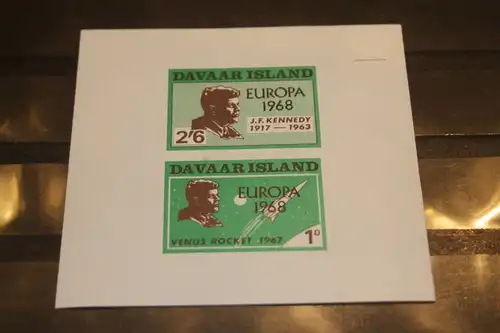 DAVAAR ISLAND
EUROPA
1968
J.F. KENNEDY
2'6 1917 — 1963
DAVAAR ISLAND
EUROPA
1968
VENUS ROCKET 1967 1D